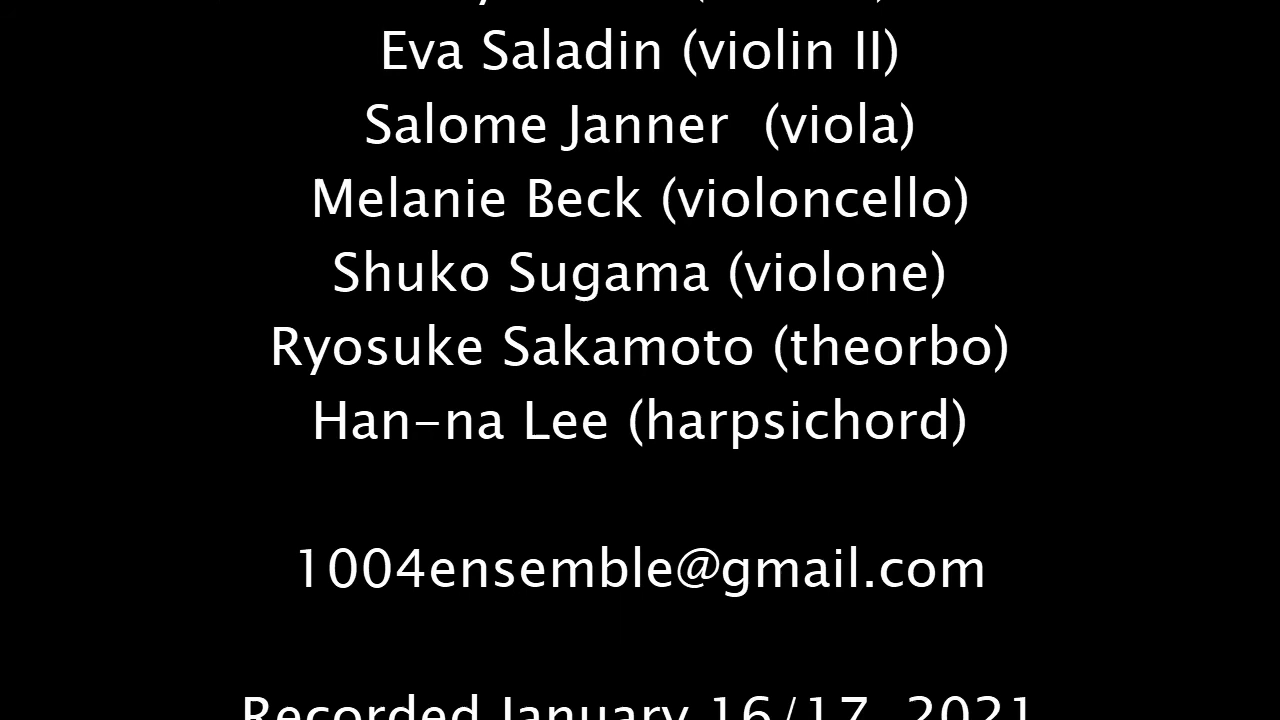 Eva Saladin (violin II)
Salome Janner  (viola)
Melanie Beck (violoncello)
Shuko Sugama (violone)
Ryosuke Sakamoto (theorbo)
Han-na Lee (harpsichord)
1004ensemble@gmail.com
Recorded January 16/17, 2021